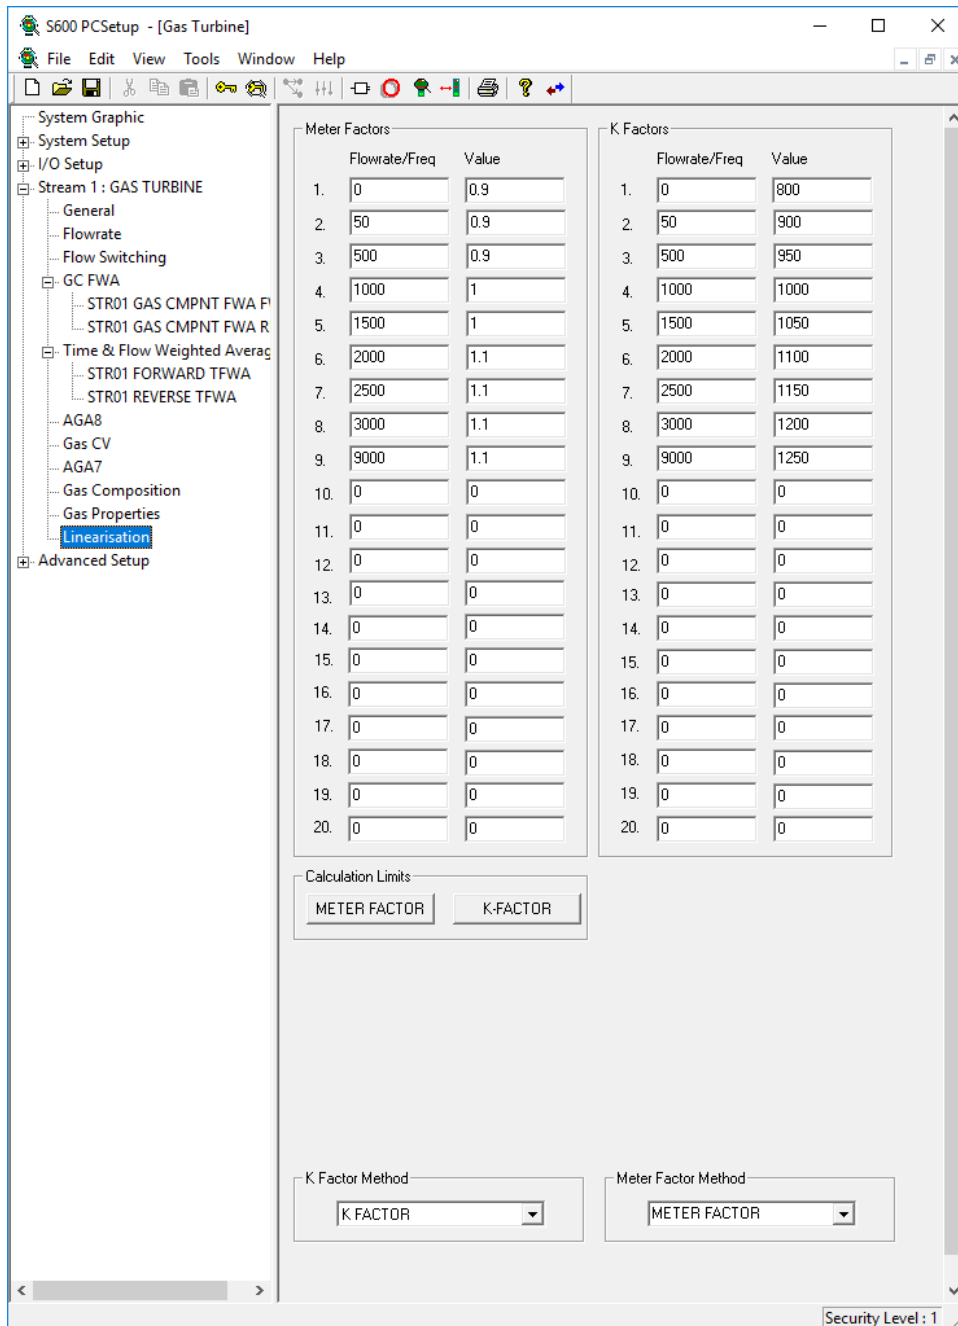 S600 PCSetup - [Gas Turbine]
File Edit View Tools Window Help
System Graphic
System Setup
I/O Setup
Stream 1 : GAS TURBINE
General
Flowrate
Flow Switching
GC FWA
STR01 GAS CMPNT FWA F
STR01 GAS CMPNT FWA R
Time & Flow Weighted Averag
STR01 FORWARD TFWA
STR01 REVERSE TFWA
AGA8
Gas CV
AGA7
Gas Composition
Gas Properties
Linearisation
Advanced Setup
Meter Factors
Flowrate/Freq Value
1. 0 0.9
2. 50 0.9
3. 500 0.9
4. 1000 1
5. 1500 1
6. 2000 1.1
7. 2500 1.1
8. 3000 1.1
9. 9000 1.1
10. 0 0
11. 0 0
12. 0 0
13. 0 0
14. 0 0
15. 0 0
16. 0 0
17. 0 0
18. 0 0
19. 0 0
20. 0 0
K Factors
Flowrate/Freq Value
1. 0 800
2. 50 900
3. 500 950
4. 1000 1000
5. 1500 1050
6. 2000 1100
7. 2500 1150
8. 3000 1200
9. 9000 1250
10. 0 0
11. 0 0
12. 0 0
13. 0 0
14. 0 0
15. 0 0
16. 0 0
17. 0 0
18. 0 0
19. 0 0
20. 0 0
Calculation Limits
METER FACTOR K-FACTOR
K Factor Method
K FACTOR
Meter Factor Method
METER FACTOR
Security Level : 1